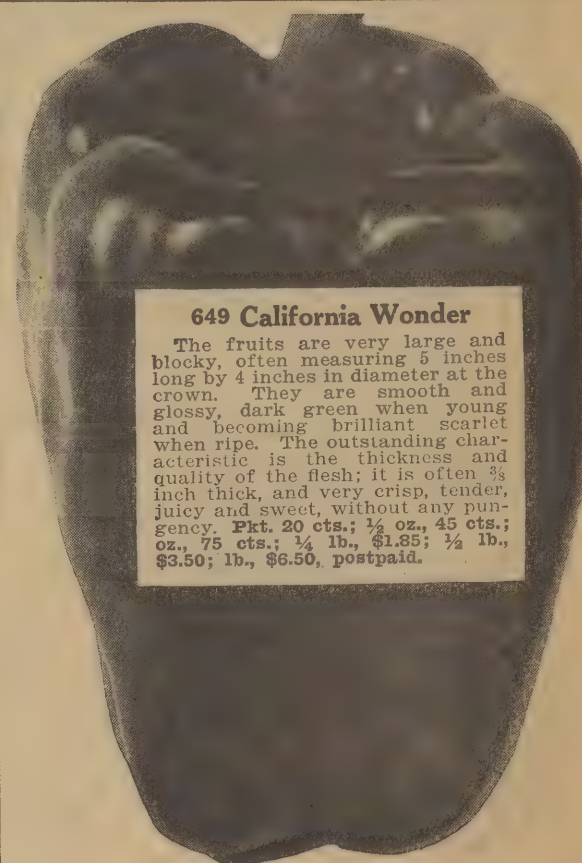 649 California Wonder
The fruits are very large and
blocky, often measuring 5 inches
long by 4 inches in diameter at the
crown. They are smooth and
glossy, dark green when young
and becoming brilliant scarlet
when ripe. The outstanding char-
acteristic is the thickness and
quality of the flesh; it is often ⅜
inch thick, and very crisp, tender,
juicy and sweet, without any pun-
gency. Pkt. 20 cts.; ½ oz., 45 cts.;
oz., 75 cts.; ¼ lb., $1.85; ½ lb.,
$3.50; lb., $6.50, postpaid.